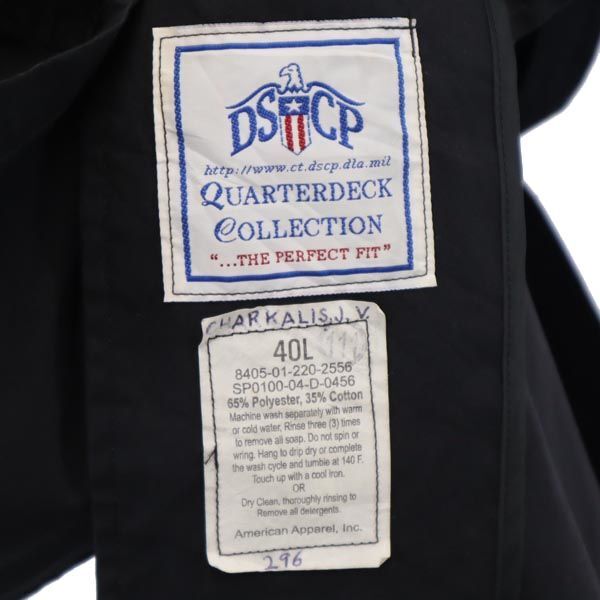 DSCP
http://www.ct.dscp.dla.mil
QUARTERDECK
COLLECTION
"...THE PERFECT FIT"
CHARKALIS, J. V.
40L
8405-01-220-2556
SP0100-04-D-0456
65% Polyester, 35% Cotton
Machine wash separately with warm
or cold water. Rinse three (3) times
to remove all soap. Do not spin or
wring. Hang to drip dry or complete
the wash cycle and tumble at 140 F.
Touch up with a cool Iron.
OR
Dry Clean, thoroughly rinsing to
Remove all detergents.
American Apparel, Inc.
296